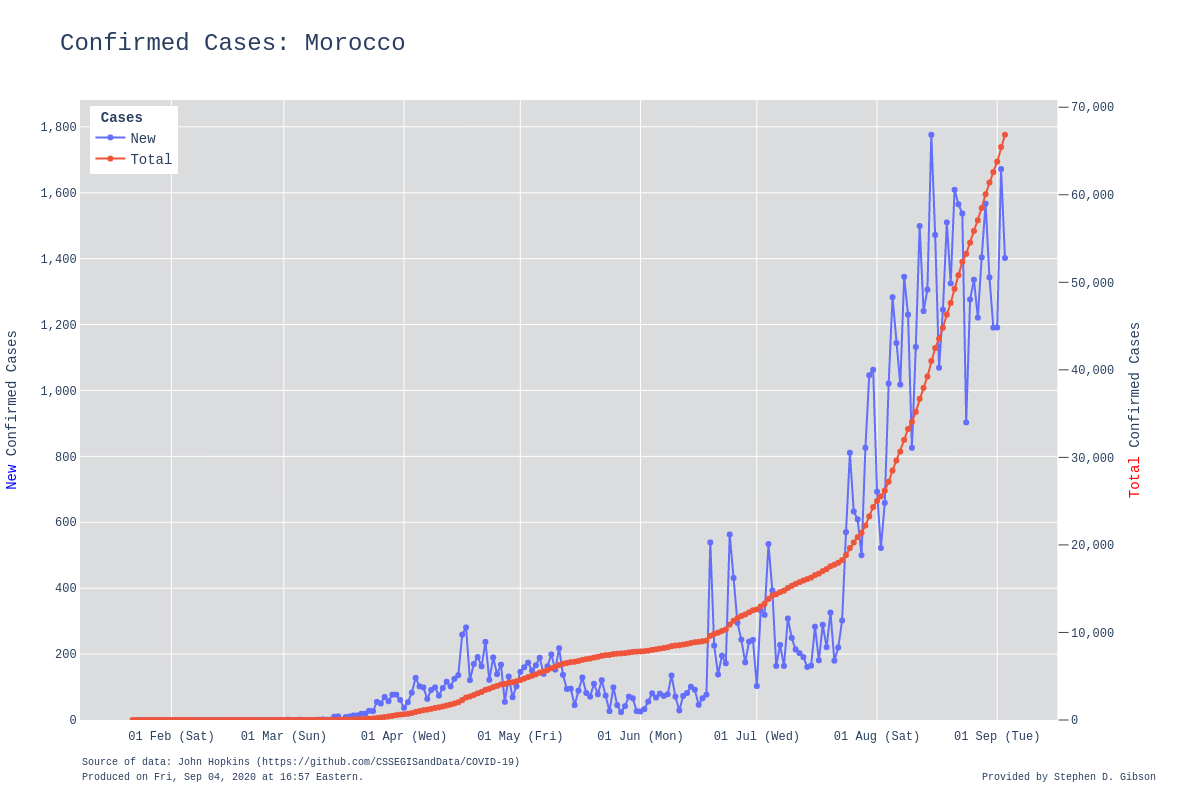 Confirmed Cases: Morocco
Cases
New
Total
1,800
1,600
1,400
1,200
1,000
800
600
400
200
0
New Confirmed Cases
70,000
60,000
50,000
40,000
30,000
20,000
10,000
0
Total Confirmed Cases
01 Feb (Sat) 01 Mar (Sun) 01 Apr (Wed) 01 May (Fri) 01 Jun (Mon) 01 Jul (Wed) 01 Aug (Sat) 01 Sep (Tue)
Source of data: John Hopkins (https://github.com/CSSEGISandData/COVID-19)
Produced on Fri, Sep 04, 2020 at 16:57 Eastern.
Provided by Stephen D. Gibson